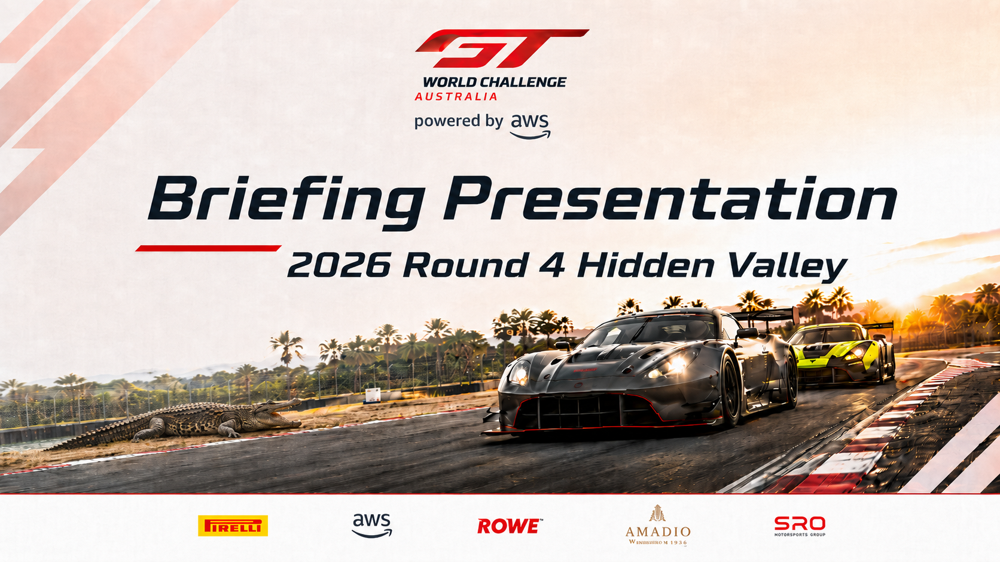 GT
WORLD CHALLENGE
AUSTRALIA
powered by aws
Briefing Presentation
2026 Round 4 Hidden Valley
PIRELLI
aws
ROWE™
AMADIO
SRO
MOTORSPORTS GROUP